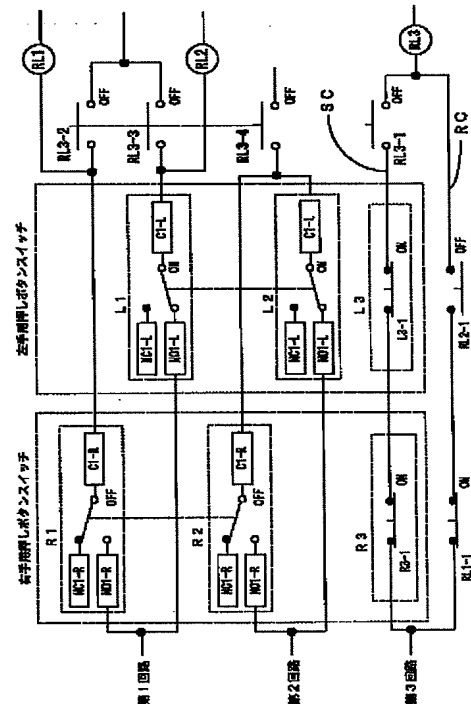 右手用押しボタンスイッチ
左手用押しボタンスイッチ
RL1
R1
RL3-2
NC1-R
C1-R
OFF
NO1-R
OFF
L1
RL3-3
第1回路
NC1-L
C1-L
ON
NO1-L
OFF
RL2
R2
NC1-R
C1-R
RL3-4
NO1-R
OFF
OFF
L2
第2回路
NC1-L
C1-L
NO1-L
ON
SC
R3
L3
RL3-1
R3-1
ON
L3-1
ON
OFF
第3回路
RL3
RC
RL1-1
ON
RL2-1
OFF